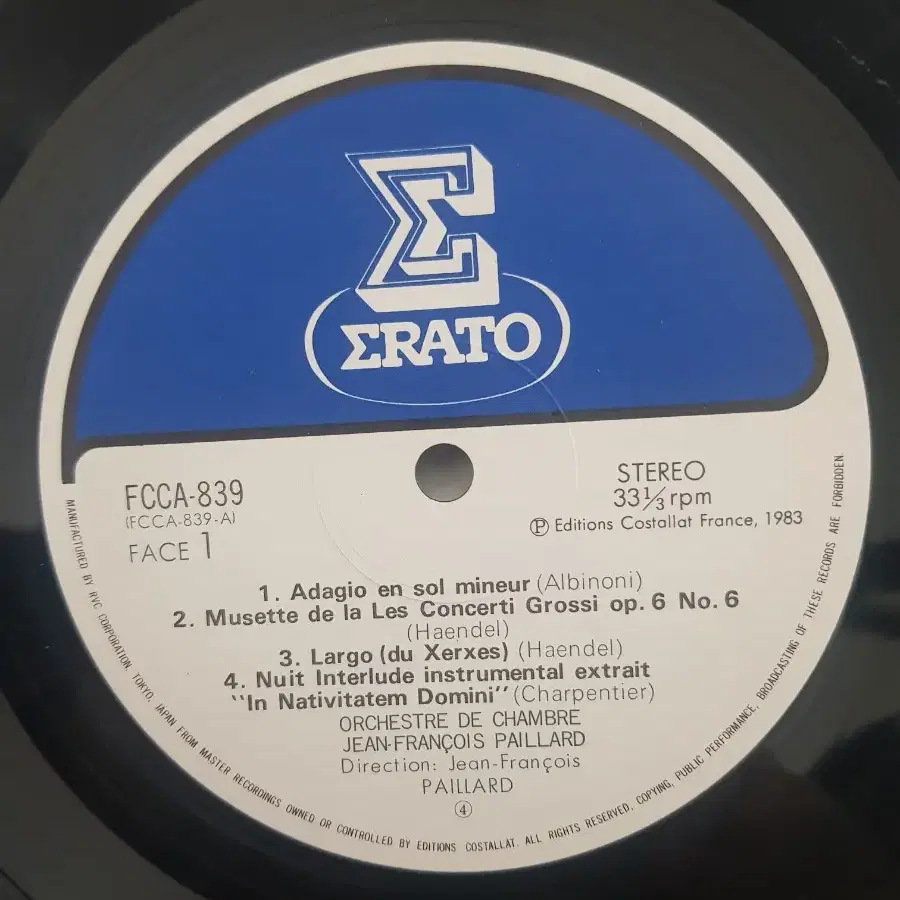 Σ
ΣRATO
FCCA-839
(FCCA-839-A)
FACE 1
STEREO
33⅓rpm
Ⓟ Editions Costallat France, 1983
1. Adagio en sol mineur (Albinoni)
2. Musette de la Les Concerti Grossi op. 6 No. 6
(Haendel)
3. Largo (du Xerxes) (Haendel)
4. Nuit Interlude instrumental extrait
"In Nativitatem Domini" (Charpentier)
ORCHESTRE DE CHAMBRE
JEAN-FRANÇOIS PAILLARD
Direction: Jean-François
PAILLARD
④
MANUFACTURED BY RVC CORPORATION, TOKYO, JAPAN FROM MASTER RECORDINGS OWNED OR CONTROLLED BY EDITIONS COSTALLAT. ALL RIGHTS RESERVED, COPYING, PUBLIC PERFORMANCE, BROADCASTING OF THESE RECORDS ARE FORBIDDEN.